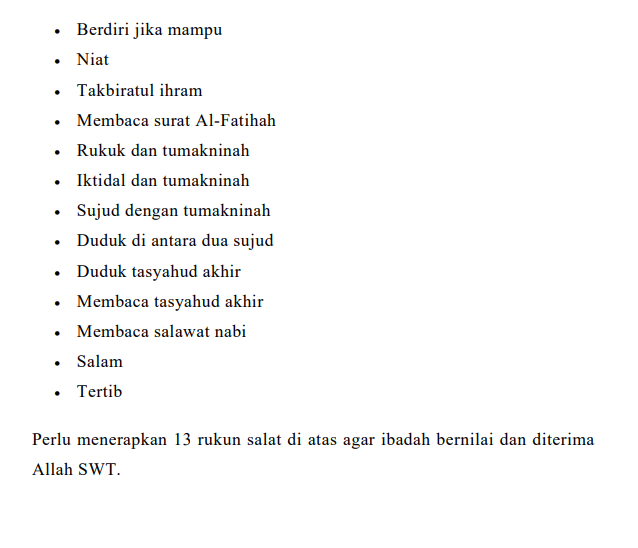 • Berdiri jika mampu
• Niat
• Takbiratul ihram
• Membaca surat Al-Fatihah
• Rukuk dan tumakninah
• Iktidal dan tumakninah
• Sujud dengan tumakninah
• Duduk di antara dua sujud
• Duduk tasyahud akhir
• Membaca tasyahud akhir
• Membaca salawat nabi
• Salam
• Tertib
Perlu menerapkan 13 rukun salat di atas agar ibadah bernilai dan diterima
Allah SWT.